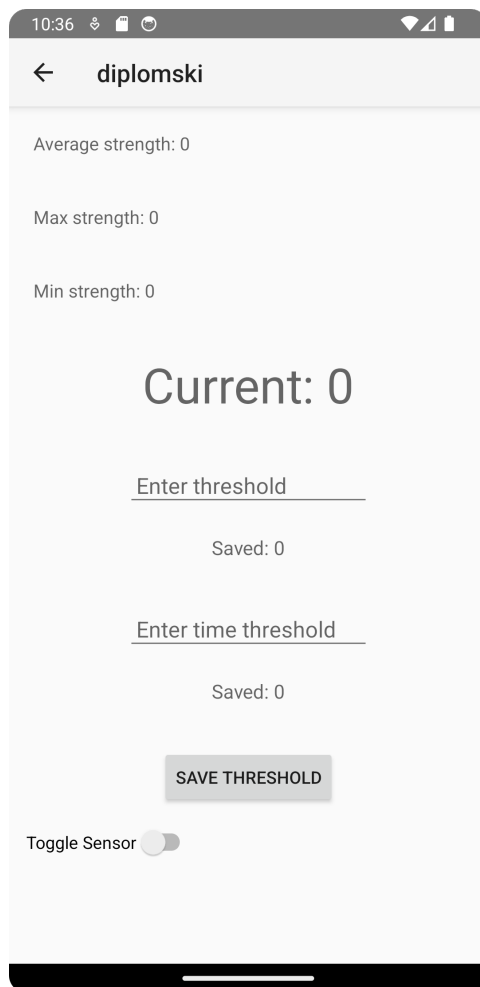 10:36
diplomski
Average strength: 0
Max strength: 0
Min strength: 0
Current: 0
Enter threshold
Saved: 0
Enter time threshold
Saved: 0
SAVE THRESHOLD
Toggle Sensor